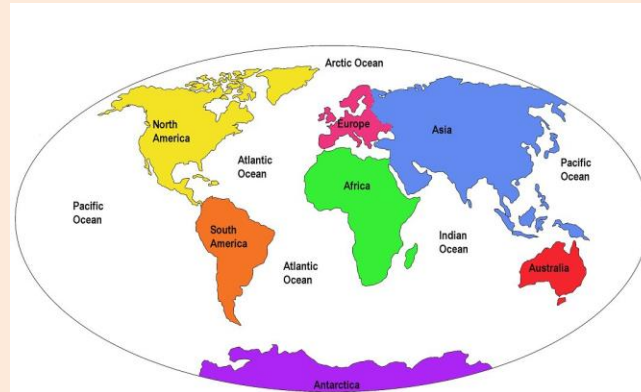 Arctic Ocean
North
America
Europe
Asia
Atlantic
Ocean
Pacific
Ocean
Africa
Pacific
Ocean
South
America
Indian
Ocean
Atlantic
Ocean
Australia
Antarctica